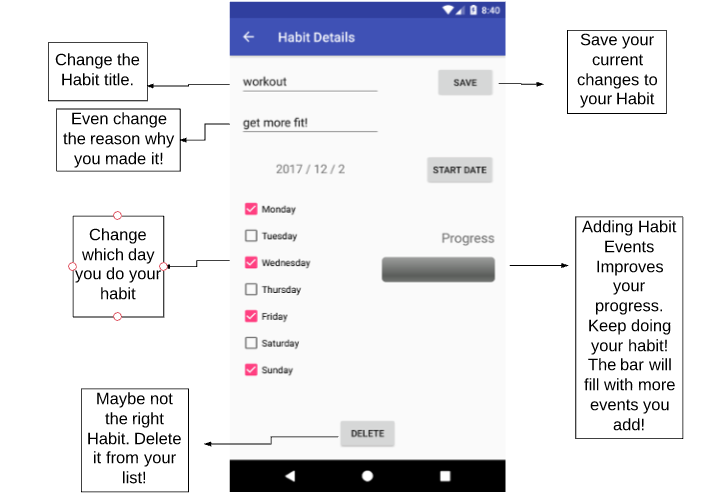 8:40
Habit Details
Change the
Habit title.
workout
SAVE
Save your
current
changes to
your Habit
Even change
the reason why
you made it!
get more fit!
2017 / 12 / 2
START DATE
Change
which day
you do your
habit
Monday
Tuesday
Wednesday
Thursday
Friday
Saturday
Sunday
Progress
Adding Habit
Events
Improves
your
progress.
Keep doing
your habit!
The bar will
fill with more
events you
add!
Maybe not
the right
Habit. Delete
it from your
list!
DELETE